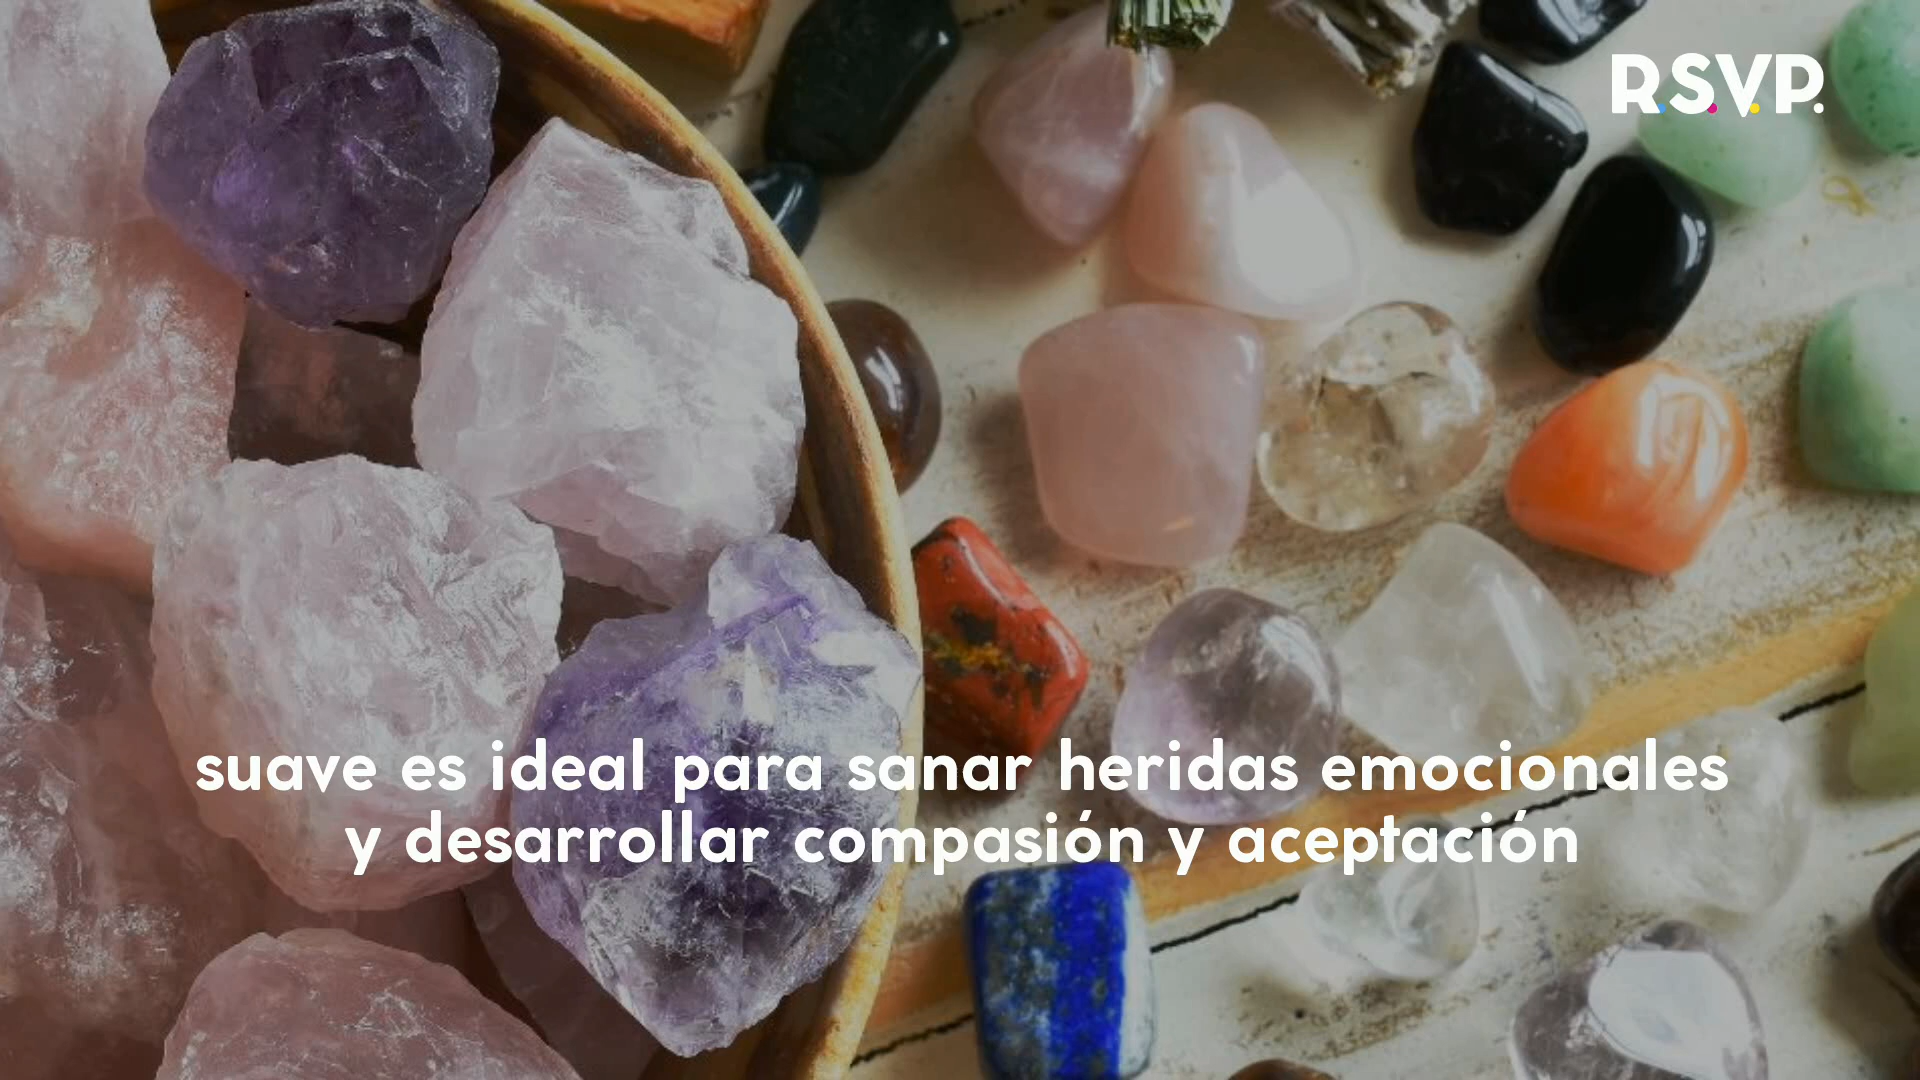 R.S.V.P.
suave es ideal para sanar heridas emocionales
y desarrollar compasión y aceptación